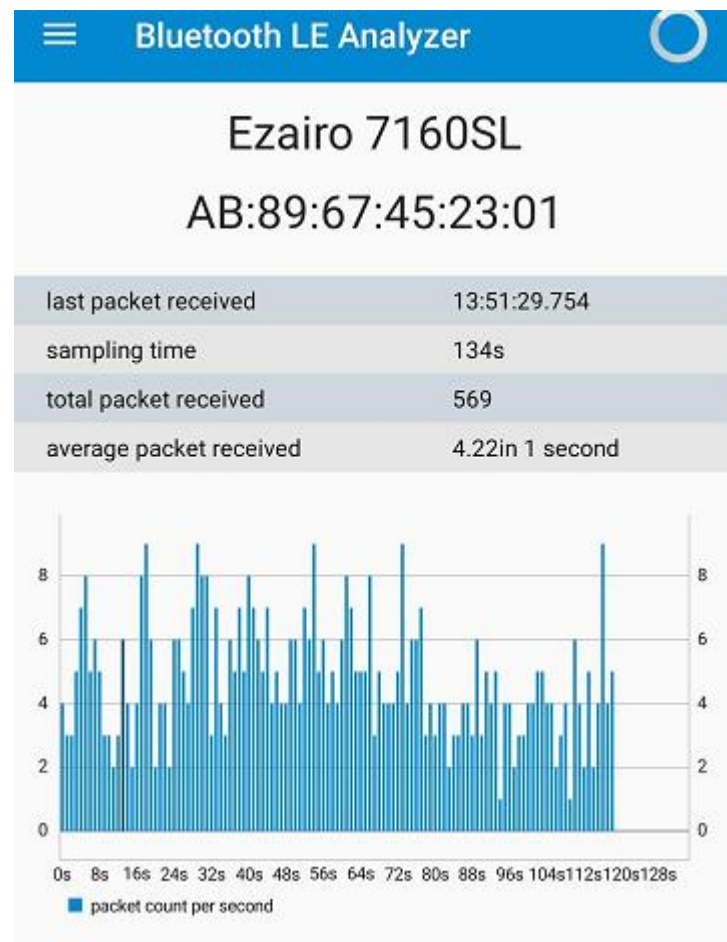 Bluetooth LE Analyzer
Ezairo 7160SL
AB:89:67:45:23:01
last packet received 13:51:29.754
sampling time 134s
total packet received 569
average packet received 4.22in 1 second
8 8
6 6
4 4
2 2
0 0
0s 8s 16s 24s 32s 40s 48s 56s 64s 72s 80s 88s 96s 104s112s120s128s
packet count per second